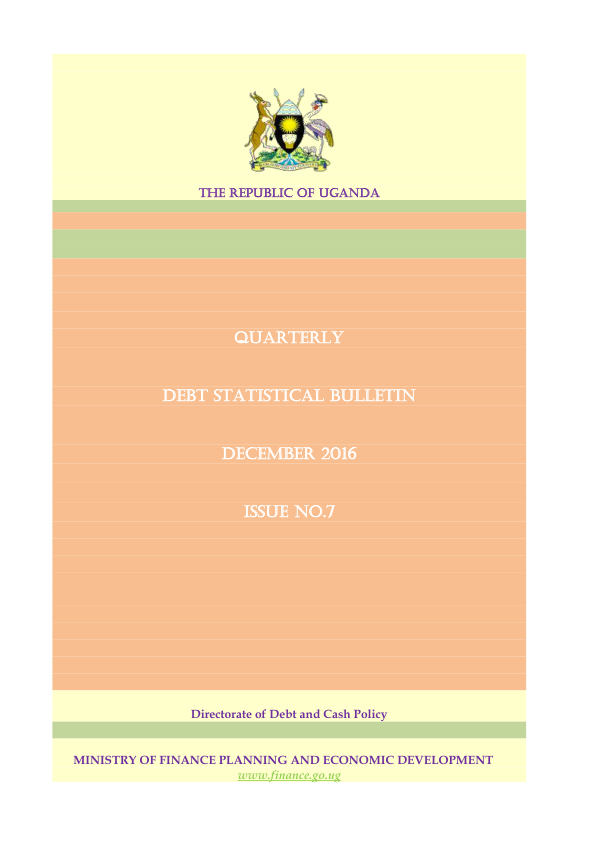 THE REPUBLIC OF UGANDA
QUARTERLY
DEBT STATISTICAL BULLETIN
DECEMBER 2016
ISSUE NO.7
Directorate of Debt and Cash Policy
MINISTRY OF FINANCE PLANNING AND ECONOMIC DEVELOPMENT
www.finance.go.ug